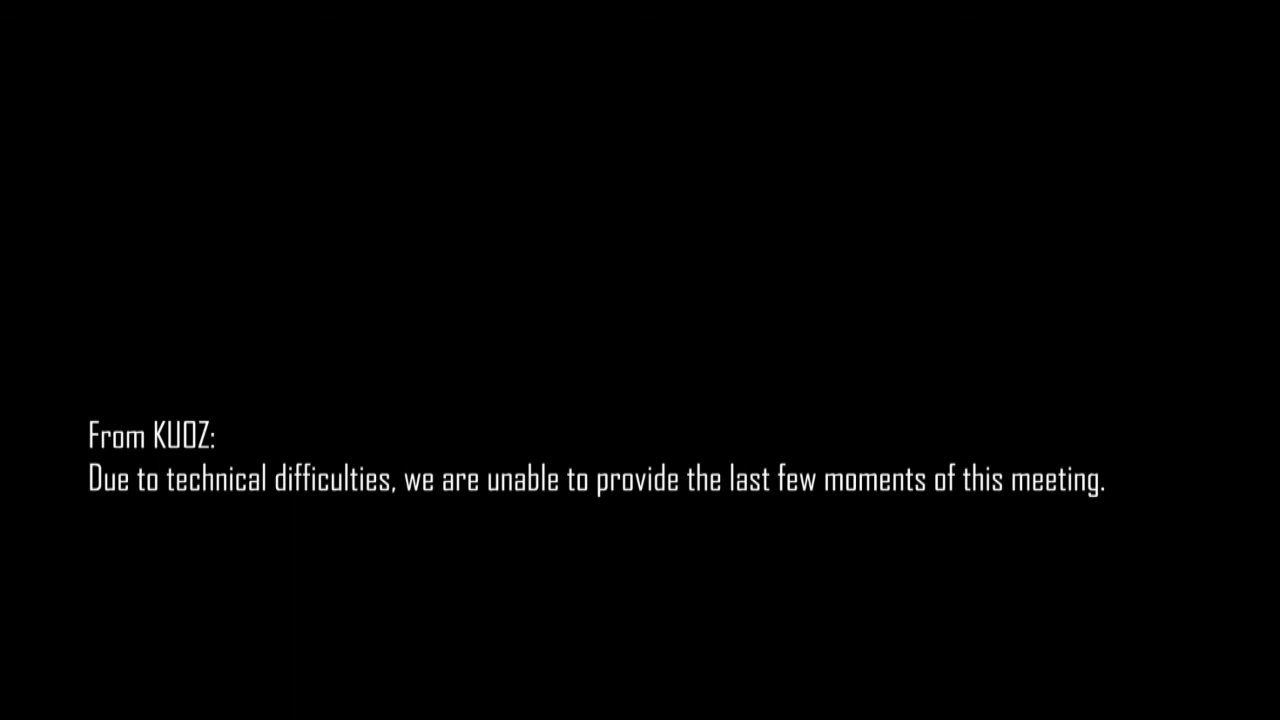 From KUOZ:
Due to technical difficulties, we are unable to provide the last few moments of this meeting.